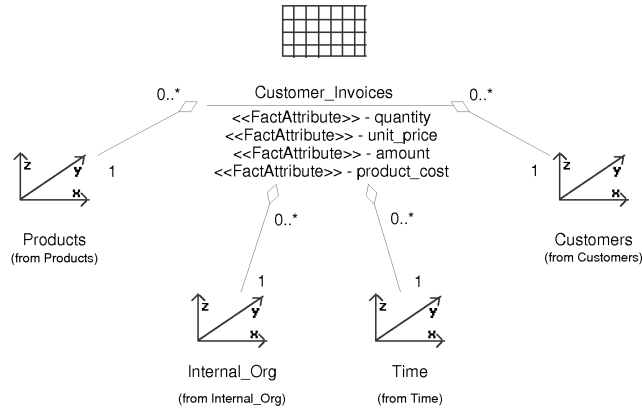 0..*
Customer_Invoices
0..*
<<FactAttribute>> - quantity
<<FactAttribute>> - unit_price
<<FactAttribute>> - amount
<<FactAttribute>> - product_cost
z
y
x
1
1
z
y
x
Products
(from Products)
0..*
0..*
Customers
(from Customers)
1
1
z
y
x
z
y
x
Internal_Org
(from Internal_Org)
Time
(from Time)